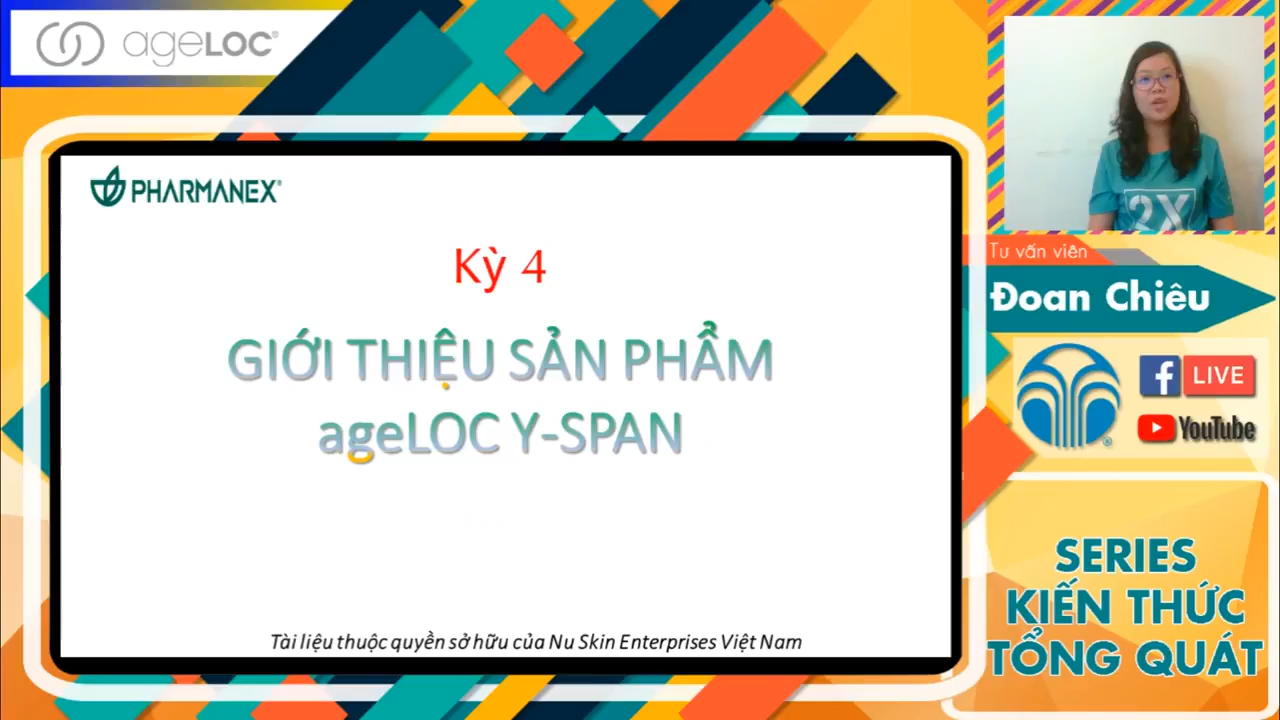 ageLOC®
PHARMANEX®
Kỳ 4
GIỚI THIỆU SẢN PHẨM
ageLOC Y-SPAN
Tài liệu thuộc quyền sở hữu của Nu Skin Enterprises Việt Nam
2X
Tư vấn viên
Đoan Chiêu
f LIVE
YouTube
SERIES
KIẾN THỨC
TỔNG QUÁT